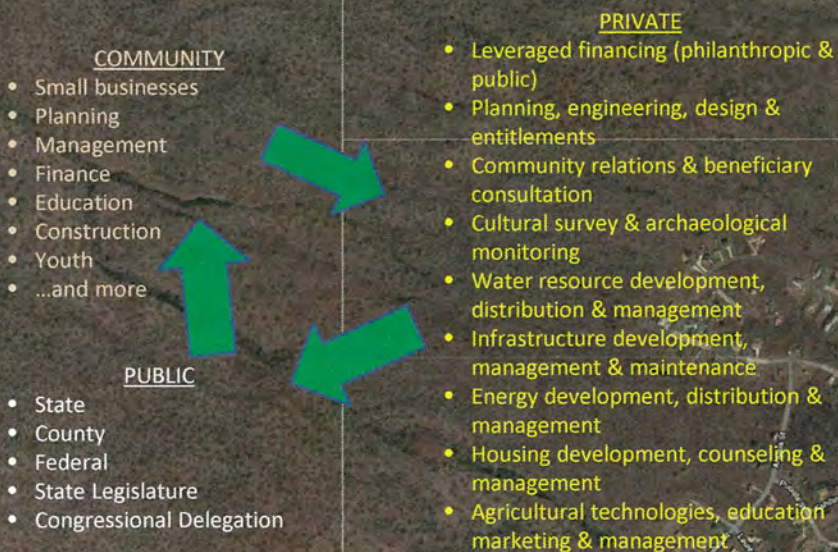 COMMUNITY
• Small businesses
• Planning
• Management
• Finance
• Education
• Construction
• Youth
• ...and more
PUBLIC
• State
• County
• Federal
• State Legislature
• Congressional Delegation
PRIVATE
• Leveraged financing (philanthropic &
public)
• Planning, engineering, design &
entitlements
• Community relations & beneficiary
consultation
• Cultural survey & archaeological
monitoring
• Water resource development,
distribution & management
• Infrastructure development,
management & maintenance
• Energy development, distribution &
management
• Housing development, counseling &
management
• Agricultural technologies, education
marketing & management